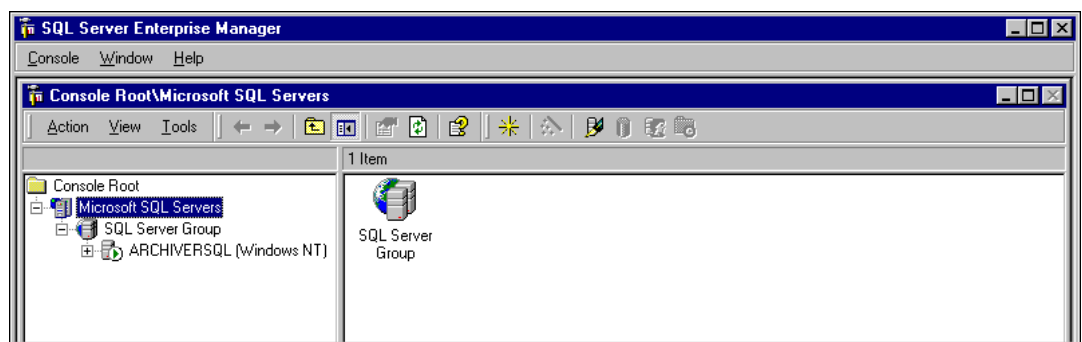 SQL Server Enterprise Manager
Console Window Help
Console Root\Microsoft SQL Servers
Action View Tools
1 Item
Console Root
Microsoft SQL Servers
SQL Server Group
ARCHIVERSQL (Windows NT)
SQL Server
Group